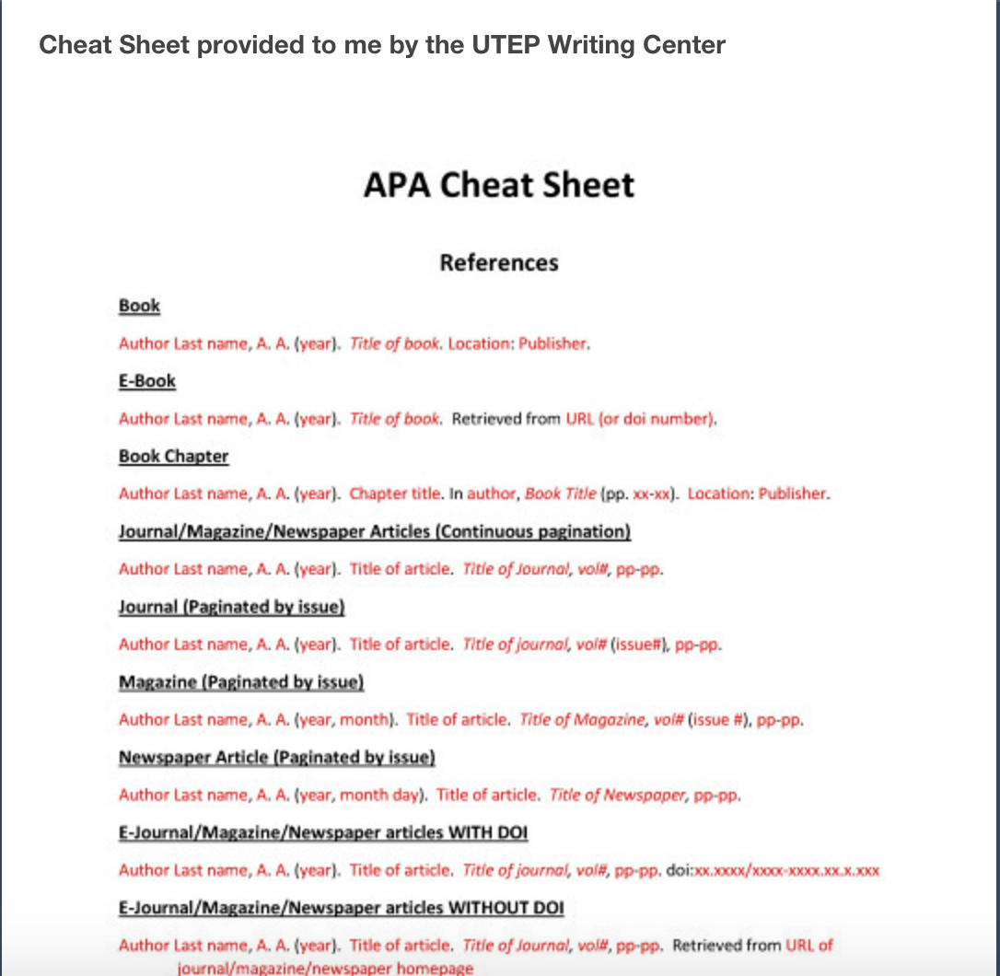 Cheat Sheet provided to me by the UTEP Writing Center
APA Cheat Sheet
References
Book
Author Last name, A. A. (year). Title of book. Location: Publisher.
E-Book
Author Last name, A. A. (year). Title of book. Retrieved from URL (or doi number).
Book Chapter
Author Last name, A. A. (year). Chapter title. In author, Book Title (pp. xx-xx). Location: Publisher.
Journal/Magazine/Newspaper Articles (Continuous pagination)
Author Last name, A. A. (year). Title of article. Title of Journal, vol#, pp-pp.
Journal (Paginated by issue)
Author Last name, A. A. (year). Title of article. Title of journal, vol# (issue#), pp-pp.
Magazine (Paginated by issue)
Author Last name, A. A. (year, month). Title of article. Title of Magazine, vol# (issue #), pp-pp.
Newspaper Article (Paginated by issue)
Author Last name, A. A. (year, month day). Title of article. Title of Newspaper, pp-pp.
E-Journal/Magazine/Newspaper articles WITH DOI
Author Last name, A. A. (year). Title of article. Title of journal, vol#, pp-pp. doi:xx.xxxx/xxxx-xxxx.xx.x.xxx
E-Journal/Magazine/Newspaper articles WITHOUT DOI
Author Last name, A. A. (year). Title of article. Title of Journal, vol#, pp-pp. Retrieved from URL of
journal/magazine/newspaper homepage